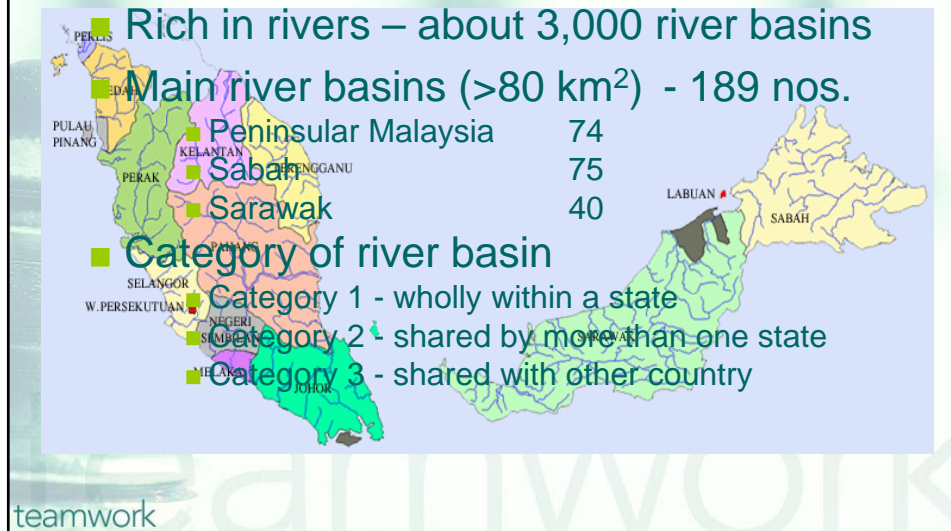 Rich in rivers – about 3,000 river basins
Main river basins (>80 km²) - 189 nos.
Peninsular Malaysia 74
Sabah 75
Sarawak 40
Category of river basin
Category 1 - wholly within a state
Category 2 - shared by more than one state
Category 3 - shared with other country
PERLIS
KEDAH
PULAU
PINANG
PERAK
KELANTAN
TERENGGANU
PAHANG
SELANGOR
W.PERSEKUTUAN
NEGERI
SEMBILAN
MELAKA
JOHOR
LABUAN
SABAH
SARAWAK
teamwork
teamwork